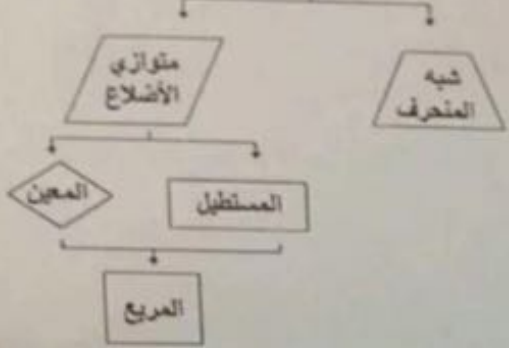 متوازي
الأضلاع
شبه
المنحرف
المعين
المستطيل
المربع